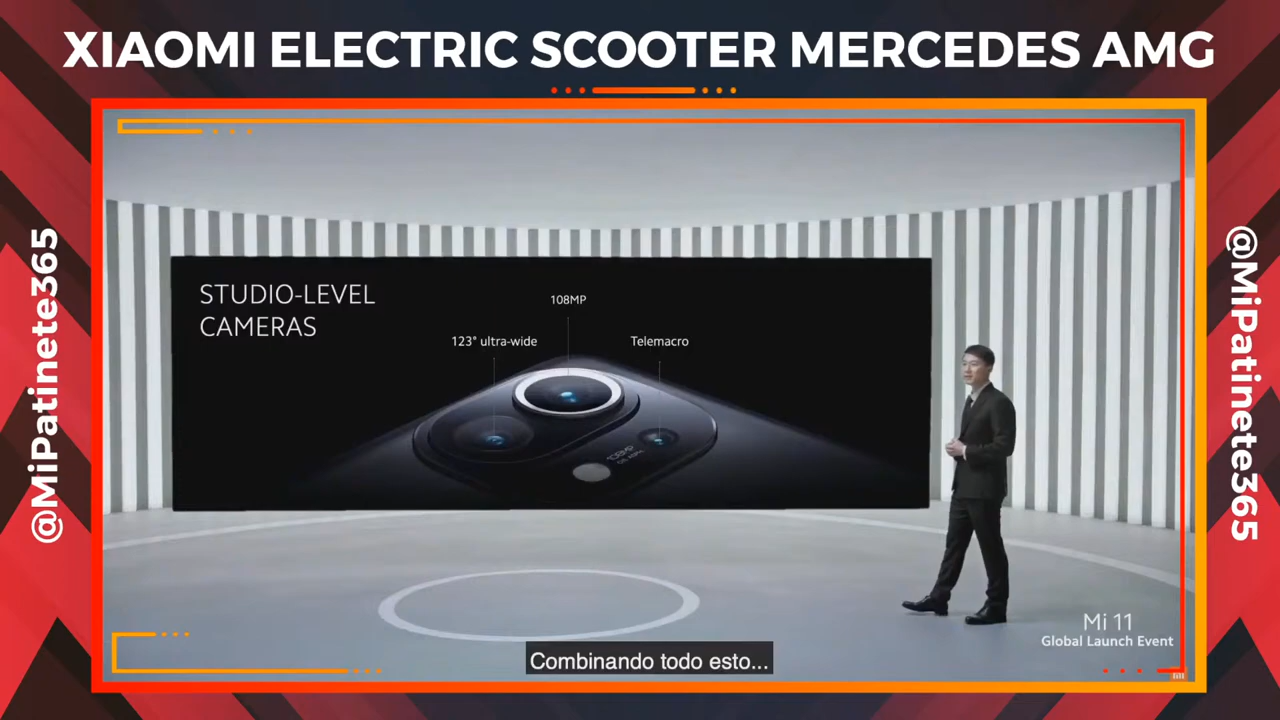 XIAOMI ELECTRIC SCOOTER MERCEDES AMG
@MiPatinete365
STUDIO-LEVEL
CAMERAS
108MP
123° ultra-wide
Telemacro
108MP
Mi 11
Global Launch Event
Combinando todo esto...
@MiPatinete365